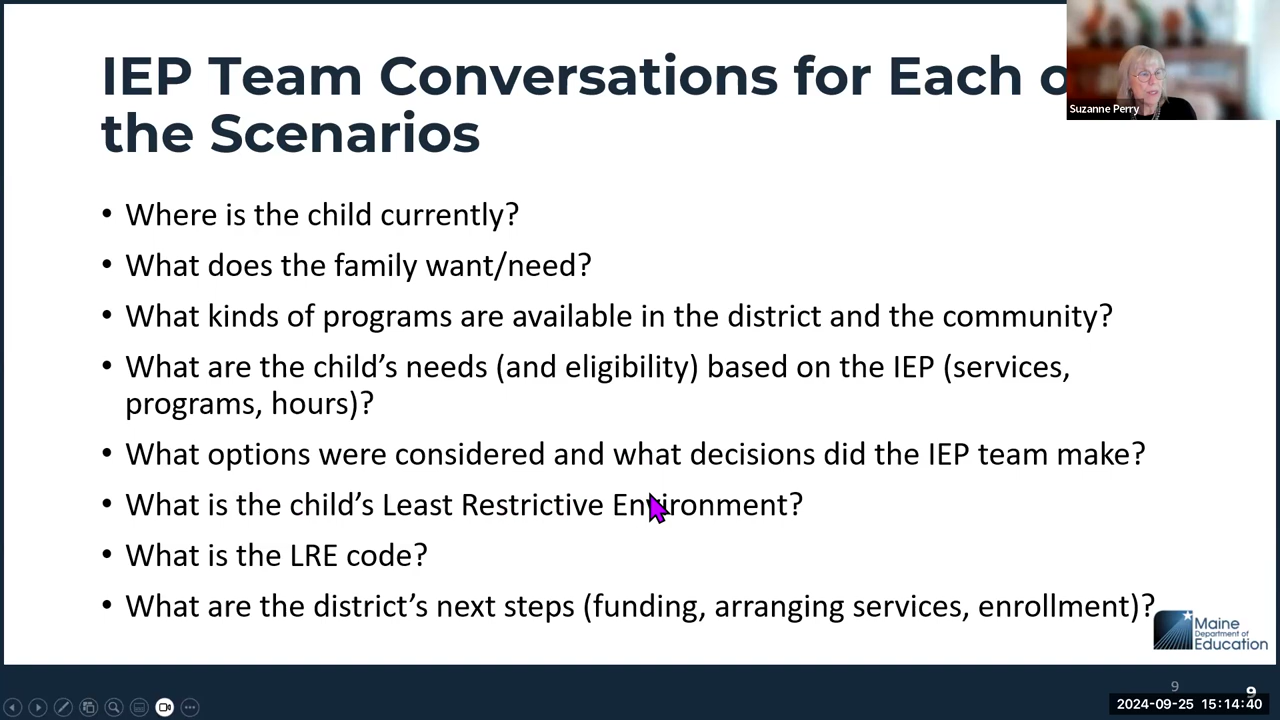 IEP Team Conversations for Each o
the Scenarios
Suzanne Perry
• Where is the child currently?
• What does the family want/need?
• What kinds of programs are available in the district and the community?
• What are the child’s needs (and eligibility) based on the IEP (services,
programs, hours)?
• What options were considered and what decisions did the IEP team make?
• What is the child’s Least Restrictive Environment?
• What is the LRE code?
• What are the district’s next steps (funding, arranging services, enrollment)?
Maine
Department of
Education
9
9
2024-09-25 15:14:40